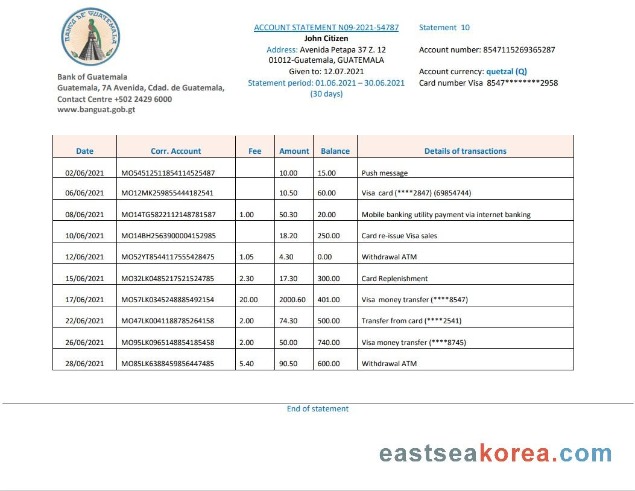 BANCO DE GUATEMALA
ACCOUNT STATEMENT N09-2021-54787
John Citizen
Address: Avenida Petapa 37 Z. 12
01012-Guatemala, GUATEMALA
Given to: 12.07.2021
Statement period: 01.06.2021 – 30.06.2021
(30 days)
Statement 10
Account number: 8547115269365287
Account currency: quetzal (Q)
Card number Visa 8547********2958
Bank of Guatemala
Guatemala, 7A Avenida, Cdad. de Guatemala,
Contact Centre +502 2429 6000
www.banguat.gob.gt
Date Corr. Account Fee Amount Balance Details of transactions
02/06/2021 MO54512511854114525487 10.00 15.00 Push message
06/06/2021 MO12MK259855444182541 10.50 60.00 Visa card (****2847) (69854744)
08/06/2021 MO14TG5822112148781587 1.00 50.30 20.00 Mobile banking utility payment via internet banking
10/06/2021 MO14BH2563900004152985 18.20 250.00 Card re-issue Visa sales
12/06/2021 MO52YT8544117555428475 1.05 4.30 0.00 Withdrawal ATM
15/06/2021 MO32LK0485217521524785 2.30 17.30 300.00 Card Replenishment
17/06/2021 MO57LK0345248885492154 20.00 2000.60 401.00 Visa money transfer (****8547)
22/06/2021 MO47LK0041188785264158 2.00 74.30 500.00 Transfer from card (****2541)
26/06/2021 MO95LK0965148854185458 2.00 50.00 740.00 Visa money transfer (****8745)
28/06/2021 MO85LK6388459856447485 5.40 90.50 600.00 Withdrawal ATM
End of statement
eastseakorea.com